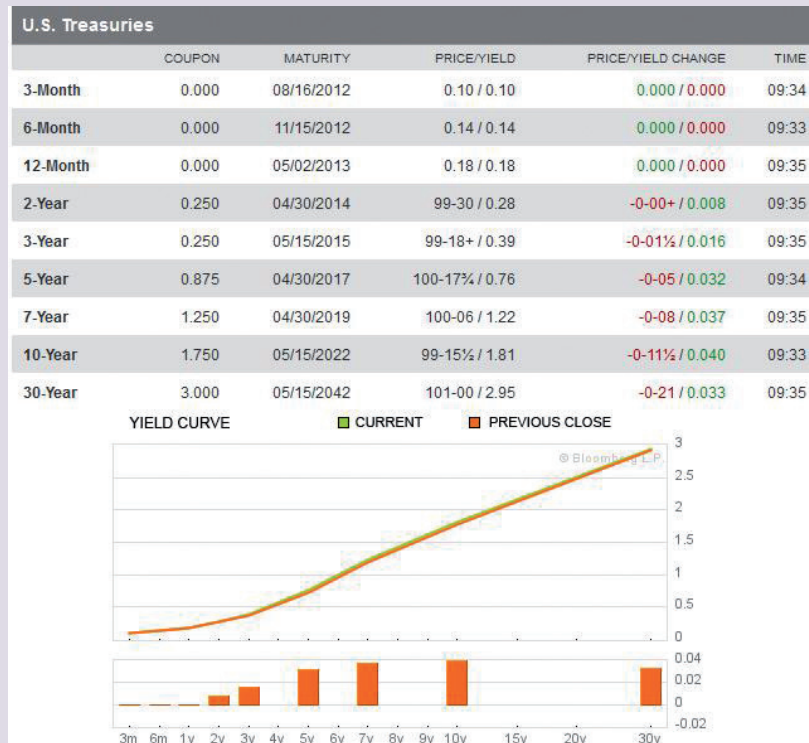 U.S. Treasuries
COUPON MATURITY PRICE/YIELD PRICE/YIELD CHANGE TIME
3-Month 0.000 08/16/2012 0.10 / 0.10 0.000 / 0.000 09:34
6-Month 0.000 11/15/2012 0.14 / 0.14 0.000 / 0.000 09:33
12-Month 0.000 05/02/2013 0.18 / 0.18 0.000 / 0.000 09:35
2-Year 0.250 04/30/2014 99-30 / 0.28 -0-00+ / 0.008 09:35
3-Year 0.250 05/15/2015 99-18+ / 0.39 -0-01½ / 0.016 09:35
5-Year 0.875 04/30/2017 100-17¾ / 0.76 -0-05 / 0.032 09:34
7-Year 1.250 04/30/2019 100-06 / 1.22 -0-08 / 0.037 09:35
10-Year 1.750 05/15/2022 99-15½ / 1.81 -0-11½ / 0.040 09:33
30-Year 3.000 05/15/2042 101-00 / 2.95 -0-21 / 0.033 09:35
YIELD CURVE CURRENT PREVIOUS CLOSE
3
© Bloomberg L.P.
2.5
2
1.5
1
0.5
0
0.04
0.02
0
-0.02
3m 6m 1y 2y 3y 4y 5y 6y 7y 8y 9y 10y 15y 20y 30y